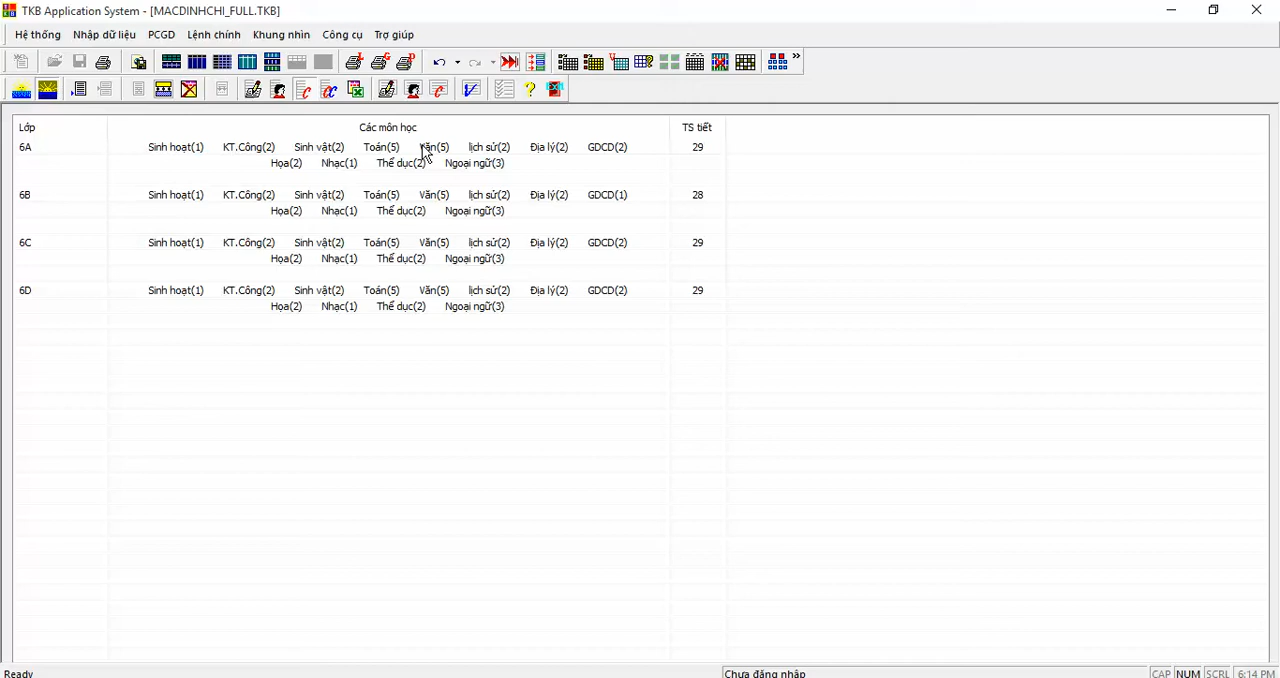 TKB Application System - [MACDINHCHI_FULL.TKB]
Hệ thống Nhập dữ liệu PCGD Lệnh chính Khung nhìn Công cụ Trợ giúp
Lớp Các môn học TS tiết
6A Sinh hoạt(1) KT.Công(2) Sinh vật(2) Toán(5) Văn(5) lịch sử(2) Địa lý(2) GDCD(2) 29
Họa(2) Nhạc(1) Thể dục(2) Ngoại ngữ(3)
6B Sinh hoạt(1) KT.Công(2) Sinh vật(2) Toán(5) Văn(5) lịch sử(2) Địa lý(2) GDCD(1) 28
Họa(2) Nhạc(1) Thể dục(2) Ngoại ngữ(3)
6C Sinh hoạt(1) KT.Công(2) Sinh vật(2) Toán(5) Văn(5) lịch sử(2) Địa lý(2) GDCD(2) 29
Họa(2) Nhạc(1) Thể dục(2) Ngoại ngữ(3)
6D Sinh hoạt(1) KT.Công(2) Sinh vật(2) Toán(5) Văn(5) lịch sử(2) Địa lý(2) GDCD(2) 29
Họa(2) Nhạc(1) Thể dục(2) Ngoại ngữ(3)
Ready Chưa đăng nhập CAP NUM SCRL 6:14 PM